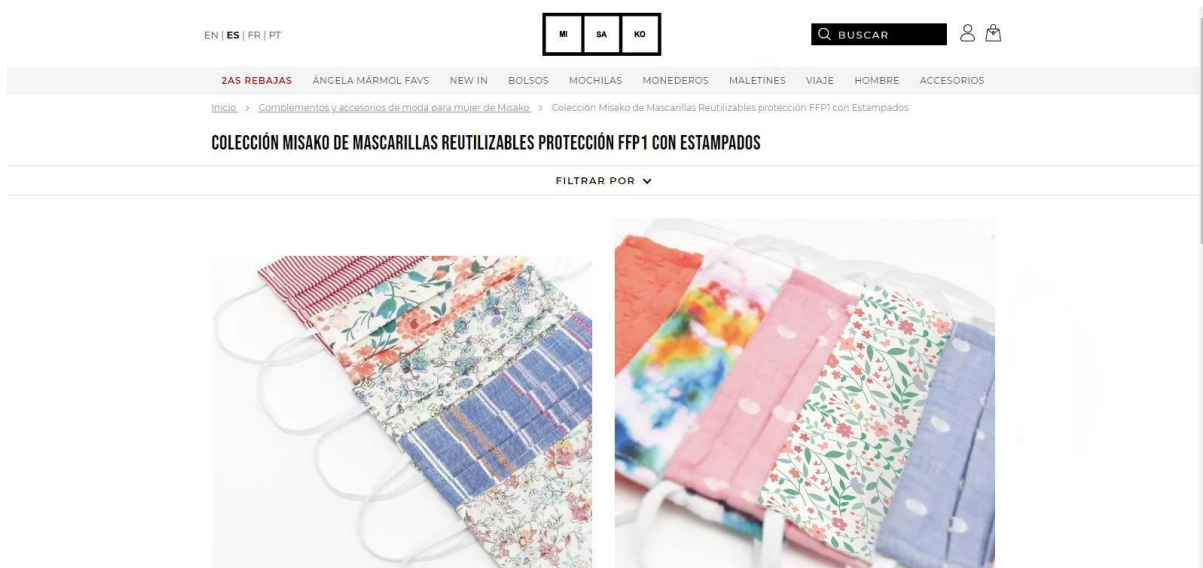 EN | ES | FR | PT
MI SA KO
BUSCAR
2AS REBAJAS ÀNGELA MÁRMOL FAVS NEW IN BOLSOS MOCHILAS MONEDEROS MALETINES VIAJE HOMBRE ACCESORIOS
Inicio > Complementos y accesorios de moda para mujer de Misako > Colección Misako de Mascarillas Reutilizables protección FFP1 con Estampados
COLECCIÓN MISAKO DE MASCARILLAS REUTILIZABLES PROTECCIÓN FFP1 CON ESTAMPADOS
FILTRAR POR